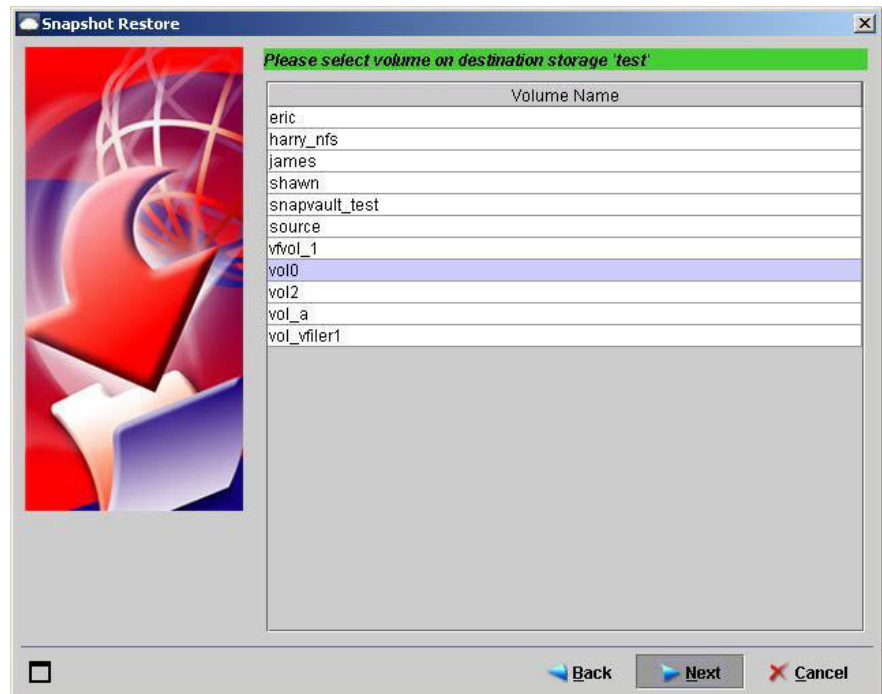 Snapshot Restore
Please select volume on destination storage 'test'
Volume Name
eric
harry_nfs
james
shawn
snapvault_test
source
vfvol_1
vol0
vol2
vol_a
vol_vfiler1
Back Next Cancel